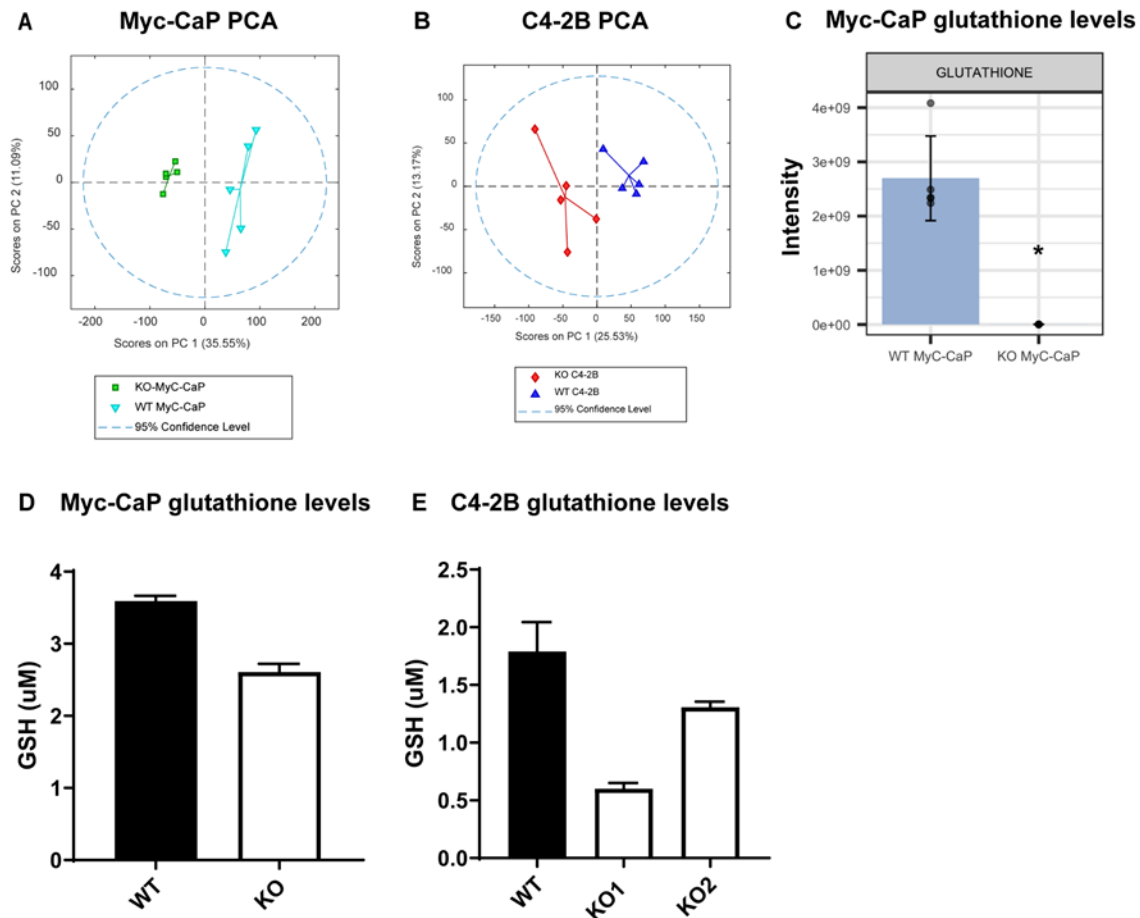 A Myc-CaP PCA
Scores on PC 2 (11.09%)
100
50
0
-50
-100
-200 -100 0 100 200
Scores on PC 1 (35.55%)
KO-MyC-CaP
WT MyC-CaP
95% Confidence Level
B C4-2B PCA
Scores on PC 2 (13.17%)
100
50
0
-50
-100
-150 -100 -50 0 50 100 150
Scores on PC 1 (25.53%)
KO C4-2B
WT C4-2B
95% Confidence Level
C Myc-CaP glutathione levels
GLUTATHIONE
Intensity
4e+09
3e+09
2e+09
1e+09
0e+00
*
WT MyC-CaP KO MyC-CaP
D Myc-CaP glutathione levels
GSH (uM)
4
3
2
1
0
WT KO
E C4-2B glutathione levels
GSH (uM)
2.5
2.0
1.5
1.0
0.5
0.0
WT KO1 KO2